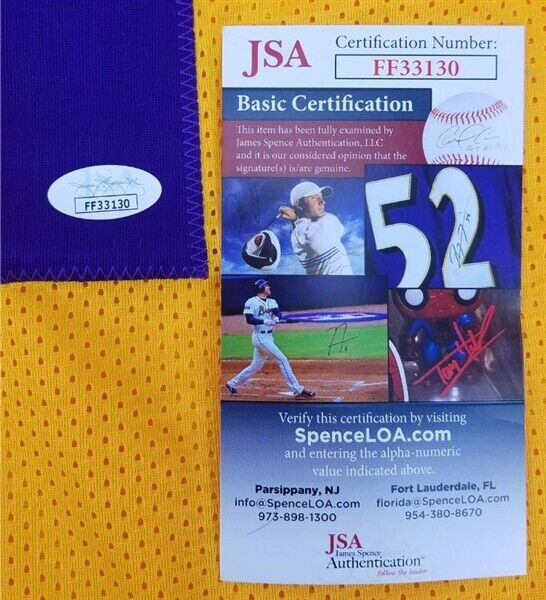 JSA
Certification Number:
FF33130
Basic Certification
This item has been fully examined by
James Spence Authentication, LLC
and it is our considered opinion that the
signature(s) is/are genuine.
FF33130
52
Verify this certification by visiting
SpenceLOA.com
and entering the alpha-numeric
value indicated above.
Parsippany, NJ
info@SpenceLOA.com
973-898-1300
Fort Lauderdale, FL
florida@SpenceLOA.com
954-380-8670
JSA
James Spence
Authentication
follow the leader